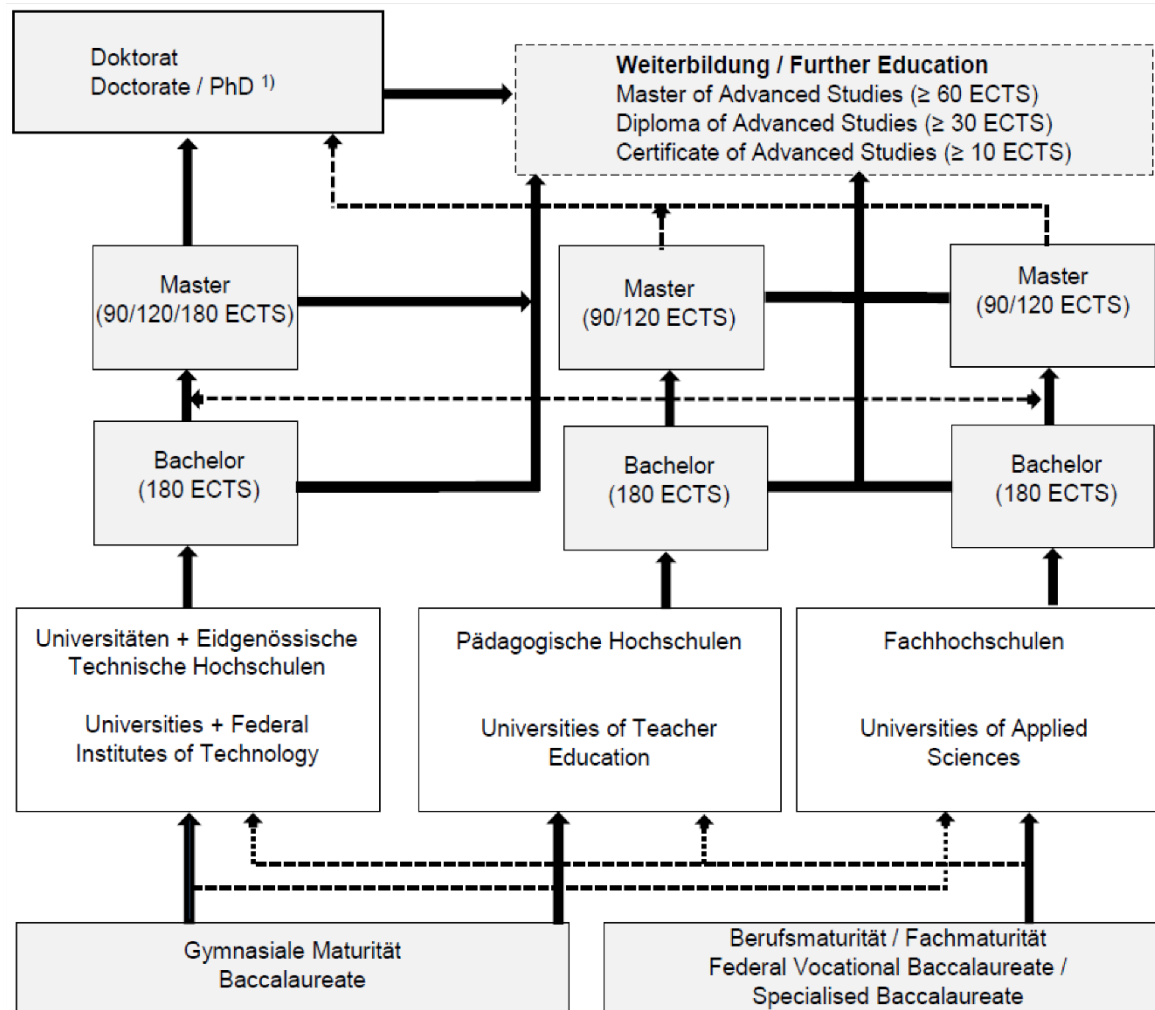 Doktorat
Doctorate / PhD ¹⁾
Weiterbildung / Further Education
Master of Advanced Studies (≥ 60 ECTS)
Diploma of Advanced Studies (≥ 30 ECTS)
Certificate of Advanced Studies (≥ 10 ECTS)
Master
(90/120/180 ECTS)
Master
(90/120 ECTS)
Master
(90/120 ECTS)
Bachelor
(180 ECTS)
Bachelor
(180 ECTS)
Bachelor
(180 ECTS)
Universitäten + Eidgenössische
Technische Hochschulen
Universities + Federal
Institutes of Technology
Pädagogische Hochschulen
Universities of Teacher
Education
Fachhochschulen
Universities of Applied
Sciences
Gymnasiale Maturität
Baccalaureate
Berufsmaturität / Fachmaturität
Federal Vocational Baccalaureate /
Specialised Baccalaureate